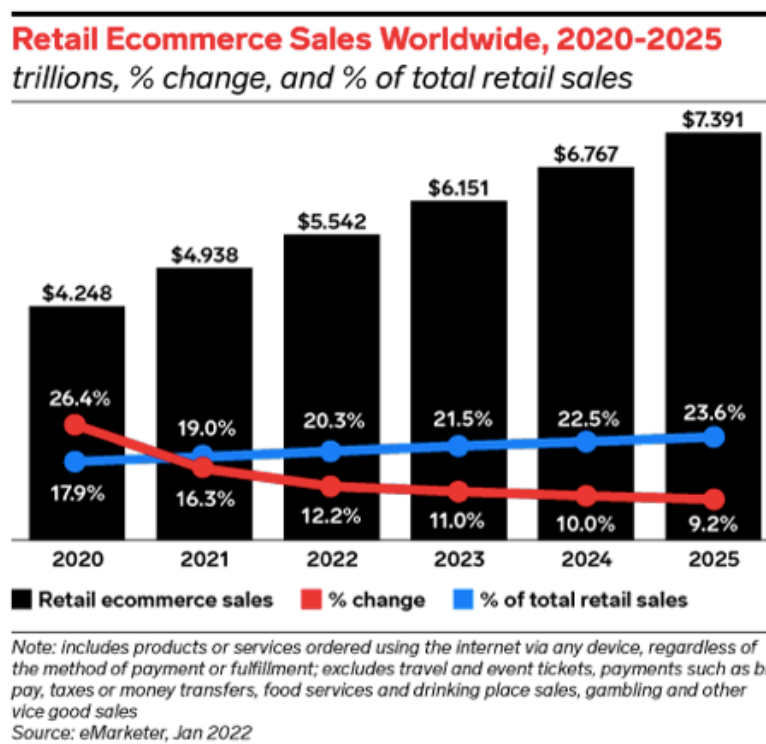 Retail Ecommerce Sales Worldwide, 2020-2025
trillions, % change, and % of total retail sales
$7.391
$6.767
$6.151
$5.542
$4.938
$4.248
26.4%
19.0%
20.3%
21.5%
22.5%
23.6%
17.9%
16.3%
12.2%
11.0%
10.0%
9.2%
2020 2021 2022 2023 2024 2025
Retail ecommerce sales % change % of total retail sales
Note: includes products or services ordered using the internet via any device, regardless of
the method of payment or fulfillment; excludes travel and event tickets, payments such as
pay, taxes or money transfers, food services and drinking place sales, gambling and other
vice good sales
Source: eMarketer, Jan 2022